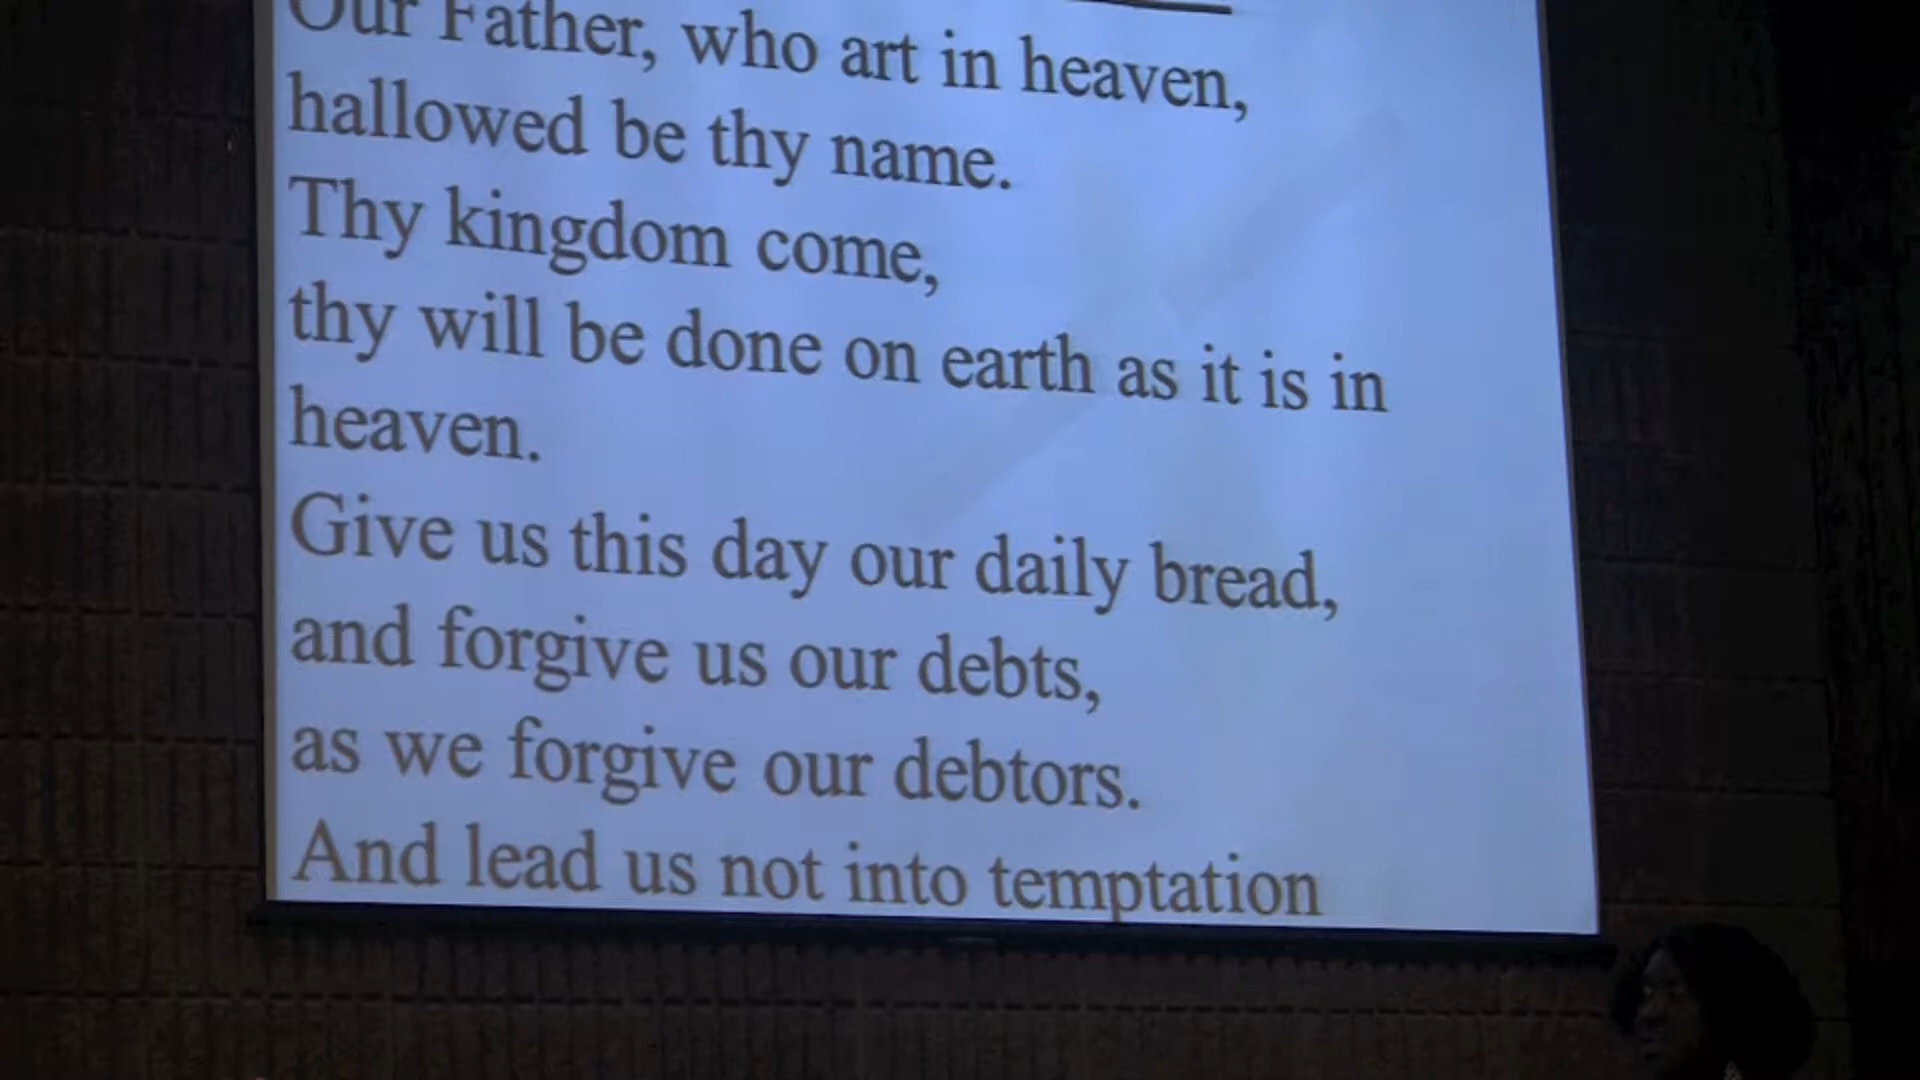 Our Father, who art in heaven,
hallowed be thy name.
Thy kingdom come,
thy will be done on earth as it is in
heaven.
Give us this day our daily bread,
and forgive us our debts,
as we forgive our debtors.
And lead us not into temptation